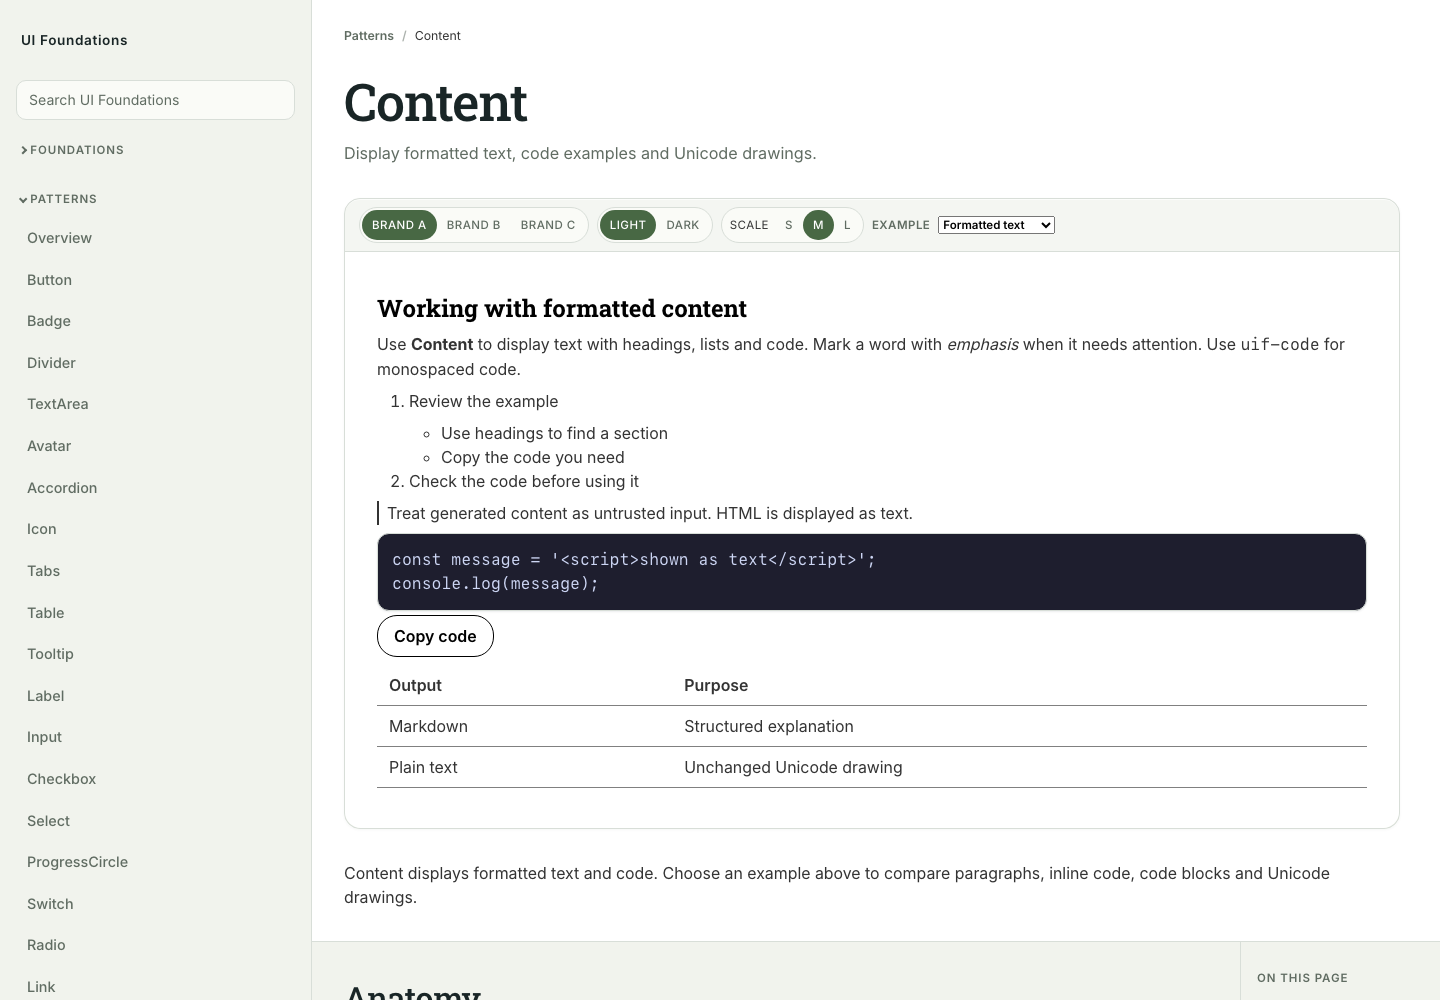 UI Foundations
Search UI Foundations
FOUNDATIONS
PATTERNS
Overview
Button
Badge
Divider
TextArea
Avatar
Accordion
Icon
Tabs
Table
Tooltip
Label
Input
Checkbox
Select
ProgressCircle
Switch
Radio
Link
Patterns / Content
Content
Display formatted text, code examples and Unicode drawings.
BRAND A BRAND B BRAND C LIGHT DARK SCALE S M L EXAMPLE Formatted text
Working with formatted content
Use Content to display text with headings, lists and code. Mark a word with emphasis when it needs attention. Use uif-code for
monospaced code.
1. Review the example
◦ Use headings to find a section
◦ Copy the code you need
2. Check the code before using it
Treat generated content as untrusted input. HTML is displayed as text.
const message = '<script>shown as text</script>';
console.log(message);
Copy code
Output Purpose
Markdown Structured explanation
Plain text Unchanged Unicode drawing
Content displays formatted text and code. Choose an example above to compare paragraphs, inline code, code blocks and Unicode
drawings.
Anatomy
ON THIS PAGE